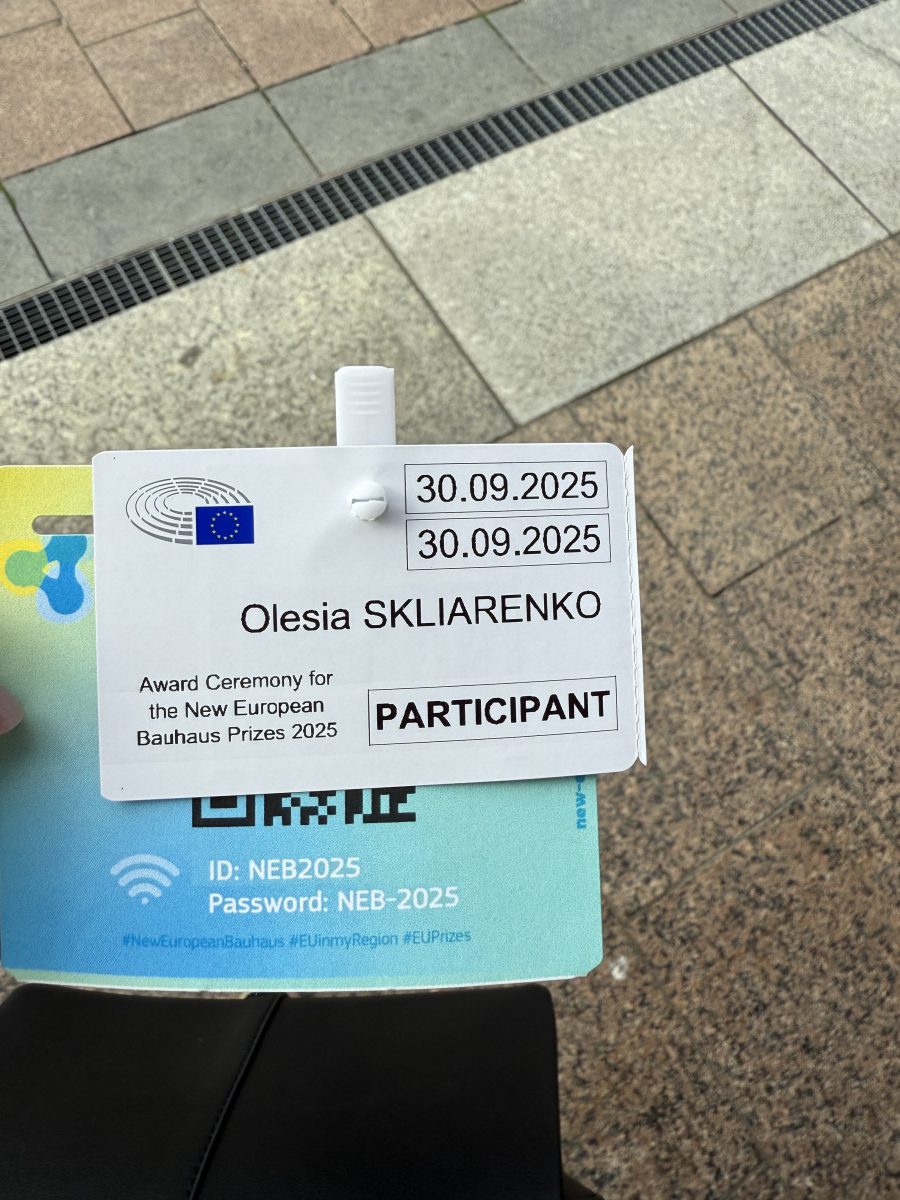 30.09.2025
30.09.2025
Olesia SKLIARENKO
Award Ceremony for
the New European
Bauhaus Prizes 2025
PARTICIPANT
new-
ID: NEB2025
Password: NEB-2025
#NewEuropeanBauhaus #EUinmyRegion #EUPrizes